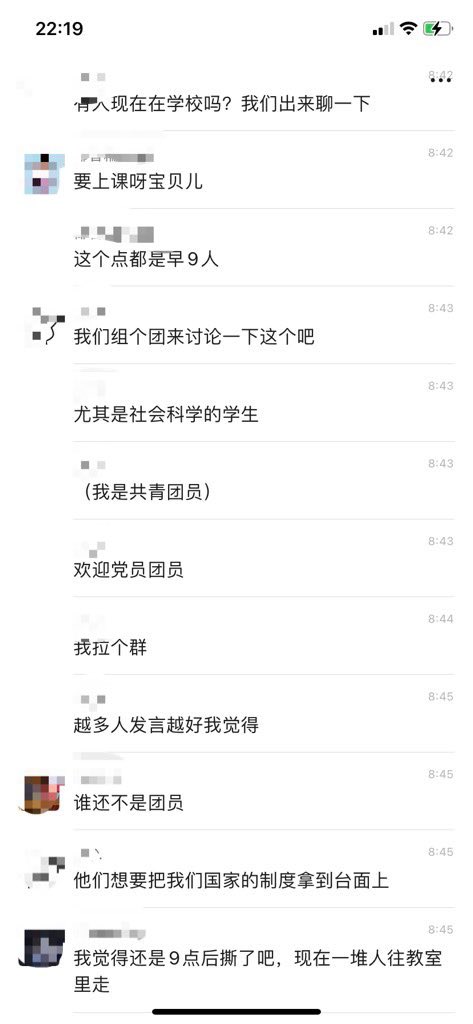 22:19
8:42
有人现在在学校吗？我们出来聊一下
8:42
要上课呀宝贝儿
8:42
这个点都是早9人
8:43
我们组个团来讨论一下这个吧
8:43
尤其是社会科学的学生
8:43
（我是共青团员）
8:43
欢迎党员团员
8:44
我拉个群
8:45
越多人发言越好我觉得
8:45
谁还不是团员
8:45
他们想要把我们国家的制度拿到台面上
8:45
我觉得还是9点后撕了吧，现在一堆人往教室
里走